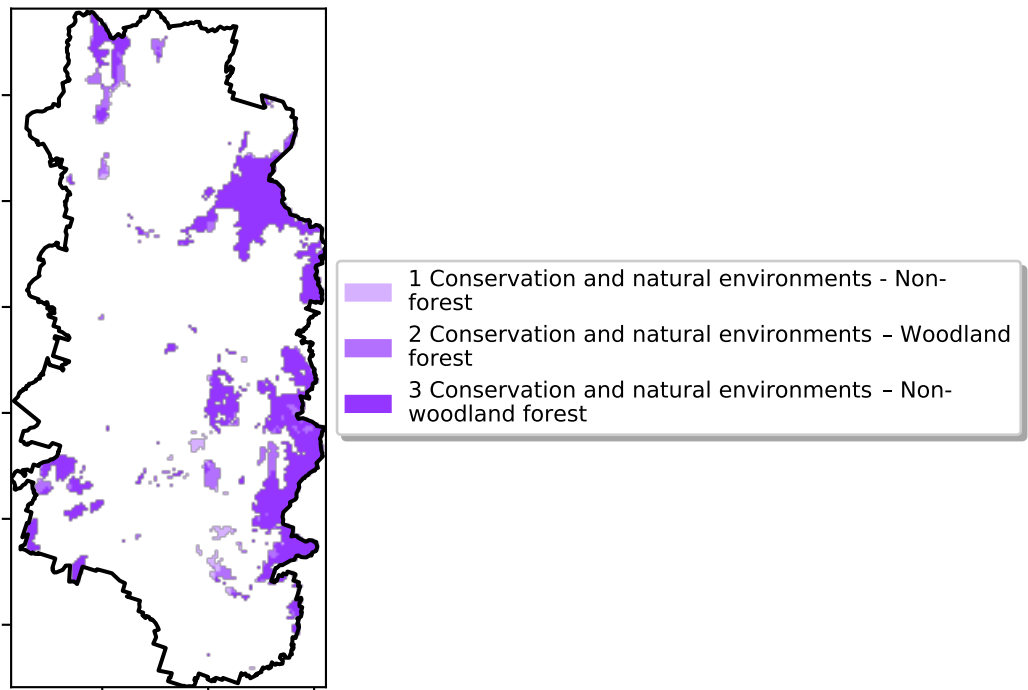 1 Conservation and natural environments - Non-
forest
2 Conservation and natural environments – Woodland
forest
3 Conservation and natural environments – Non-
woodland forest